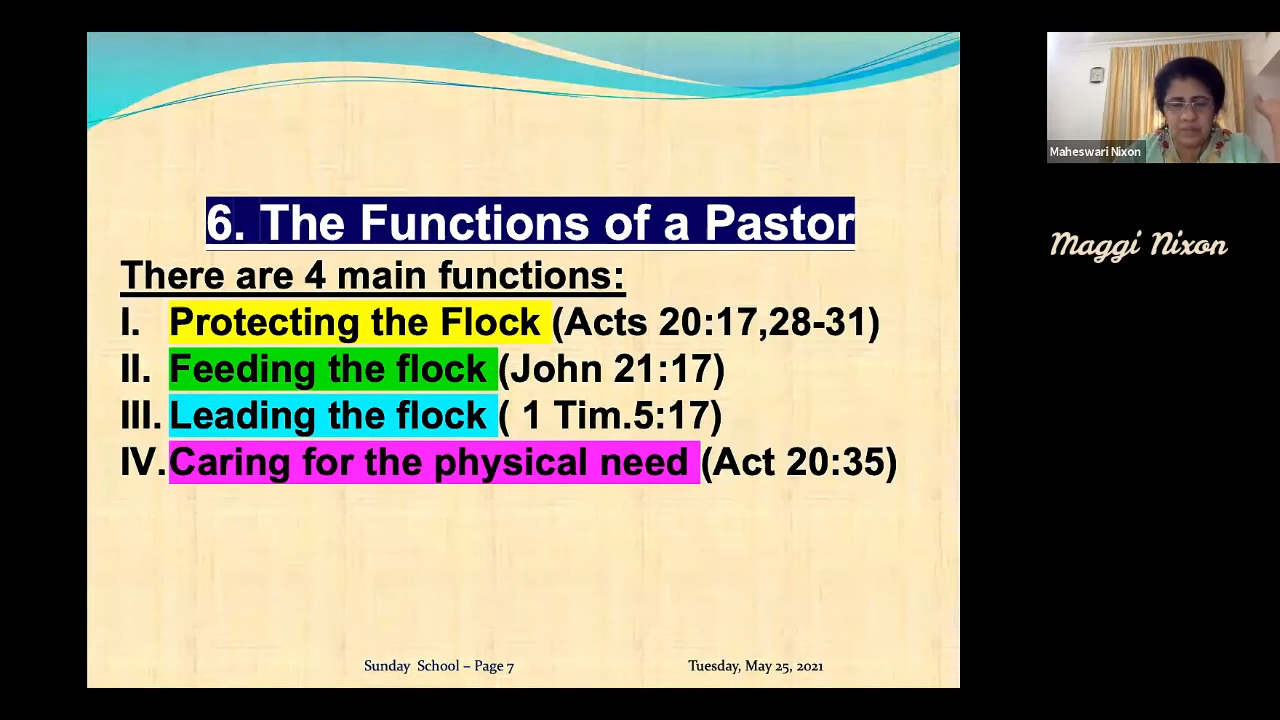 6. The Functions of a Pastor
There are 4 main functions:
I. Protecting the Flock (Acts 20:17,28-31)
II. Feeding the flock (John 21:17)
III. Leading the flock ( 1 Tim.5:17)
IV. Caring for the physical need (Act 20:35)
Sunday School – Page 7
Tuesday, May 25, 2021
Maheswari Nixon
Maggi Nixon